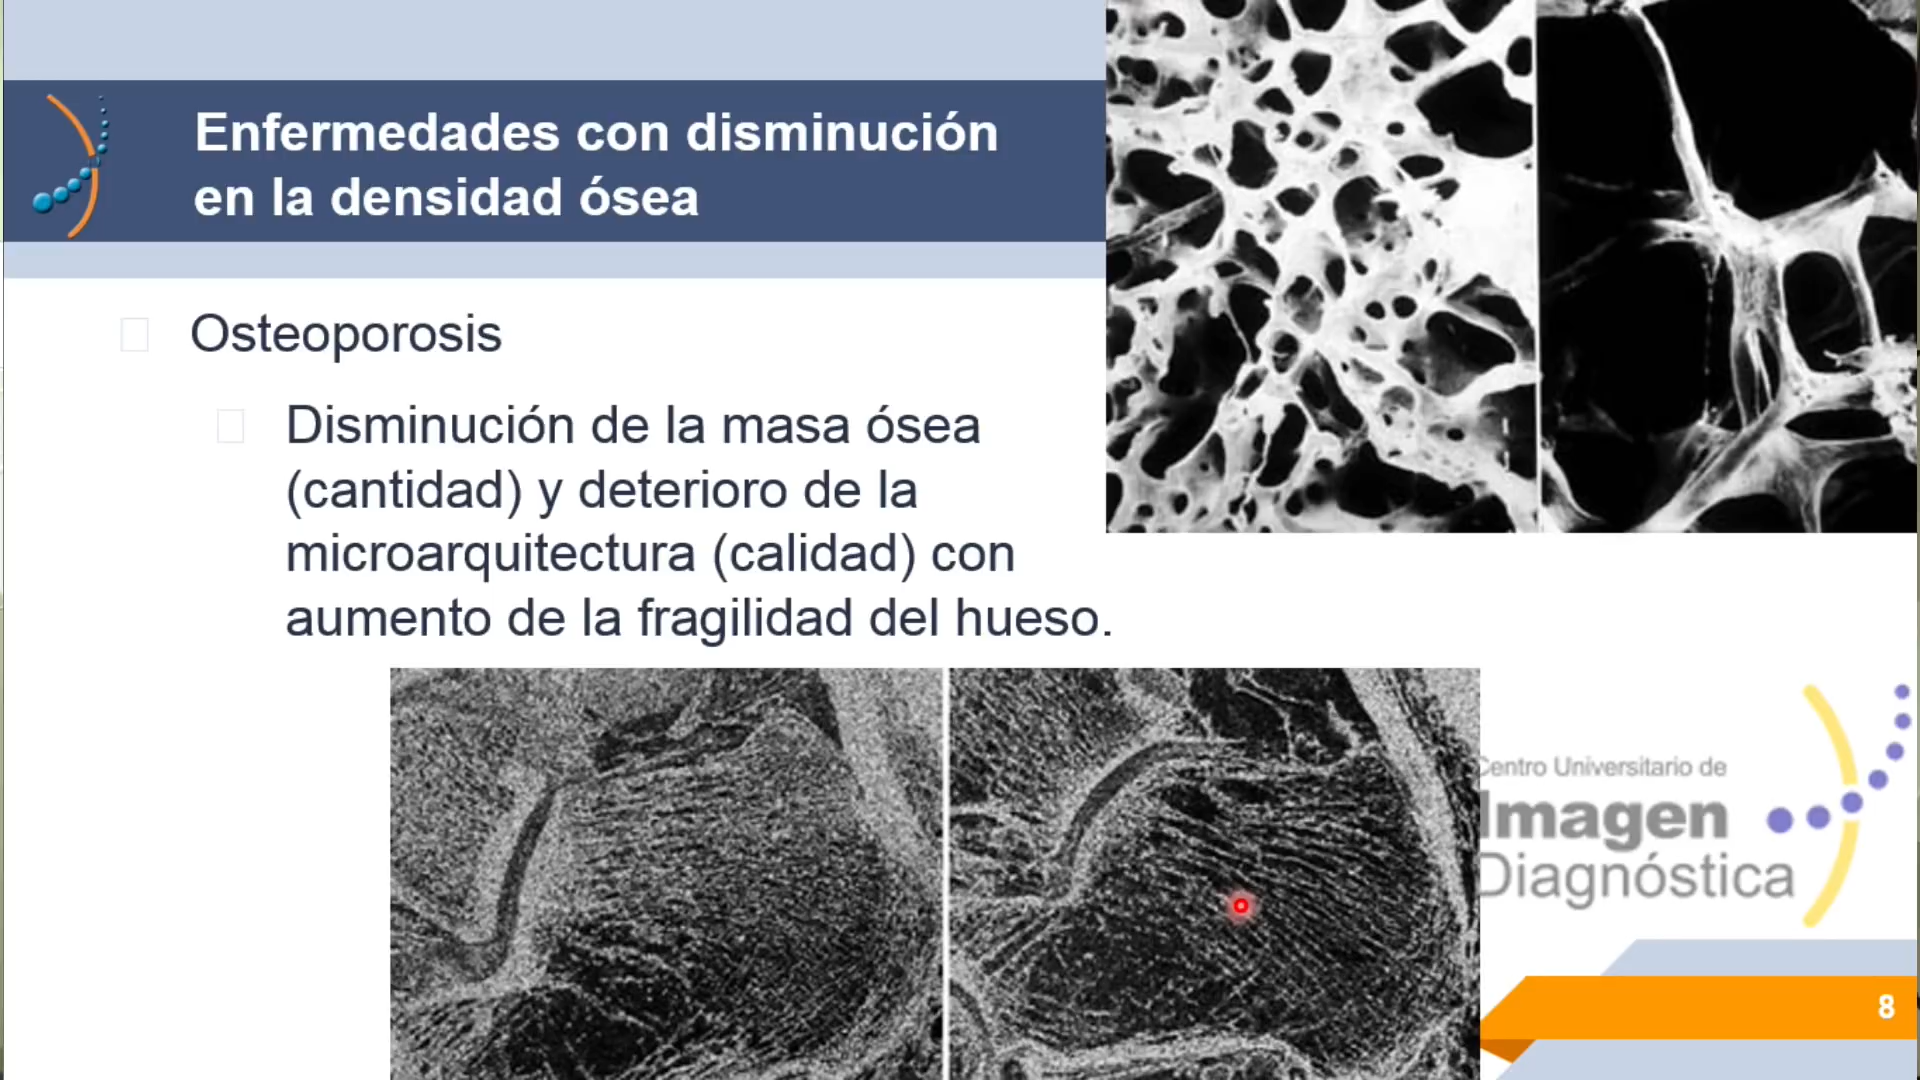 Enfermedades con disminución
en la densidad ósea
Osteoporosis
Disminución de la masa ósea
(cantidad) y deterioro de la
microarquitectura (calidad) con
aumento de la fragilidad del hueso.
Centro Universitario de
Imagen
Diagnóstica
8